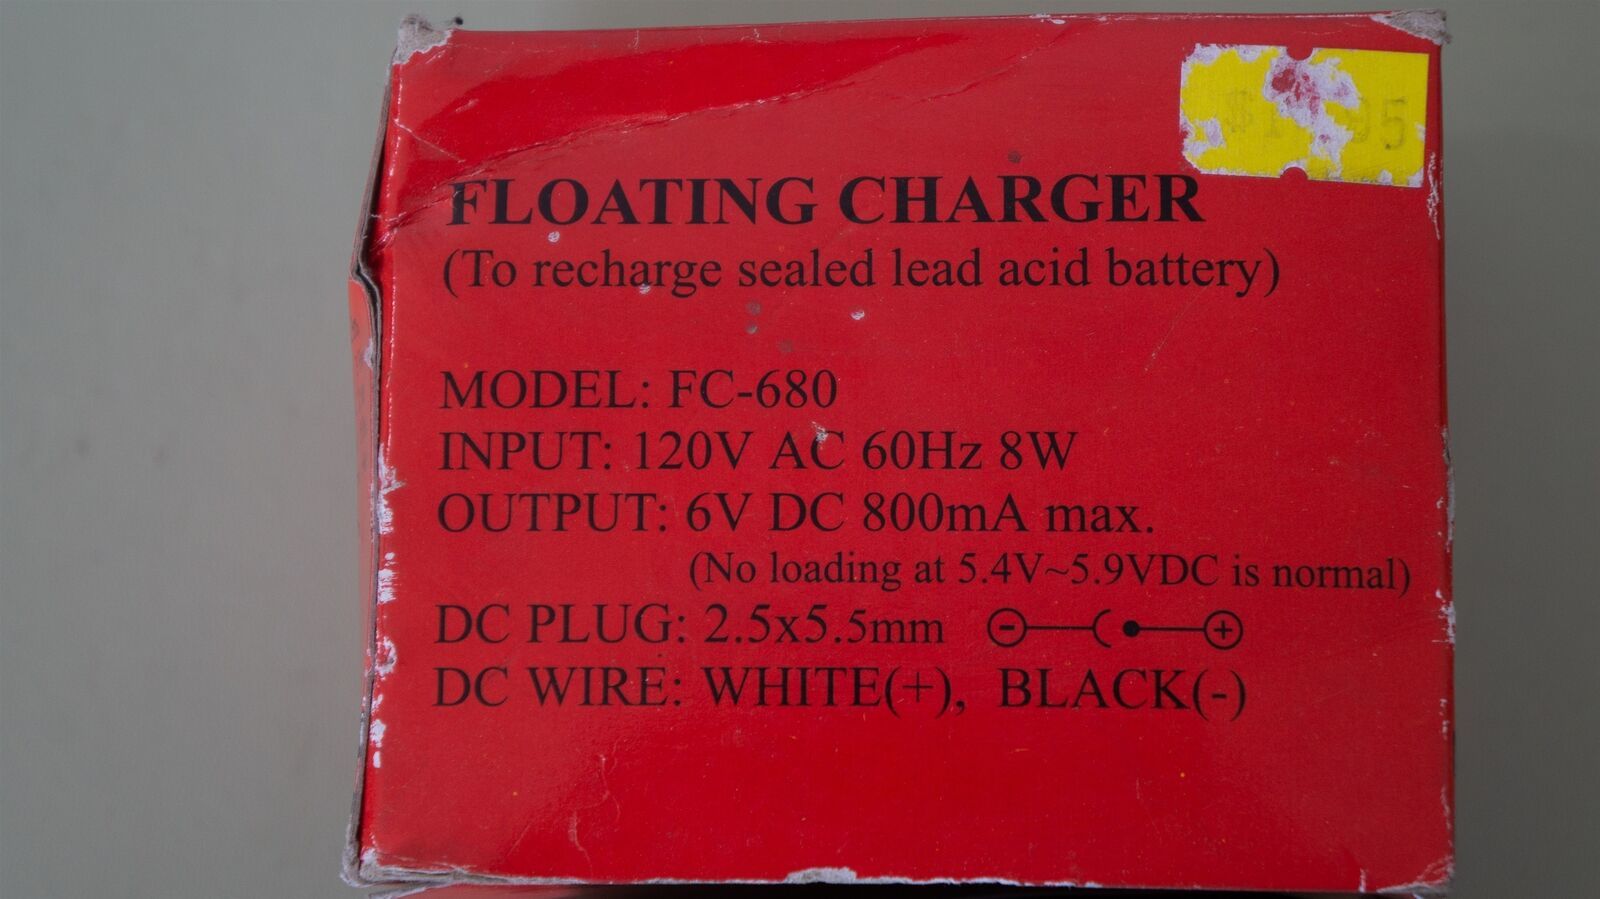 FLOATING CHARGER
(To recharge sealed lead acid battery)
MODEL: FC-680
INPUT: 120V AC 60Hz 8W
OUTPUT: 6V DC 800mA max.
(No loading at 5.4V~5.9VDC is normal)
DC PLUG: 2.5x5.5mm - +
DC WIRE: WHITE(+), BLACK(-)